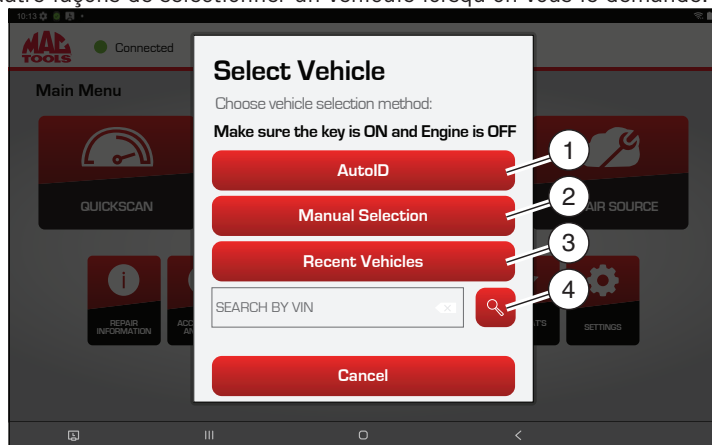 quatre façons de sélectionner un véhicule lorsqu'on vous le demande.
10:13
MAC
TOOLS
Connected
Main Menu
Select Vehicle
Choose vehicle selection method:
Make sure the key is ON and Engine is OFF
AutoID
Manual Selection
Recent Vehicles
SEARCH BY VIN
Cancel
1
2
3
4
QUICKSCAN
AIR SOURCE
REPAIR
INFORMATION
SETTINGS